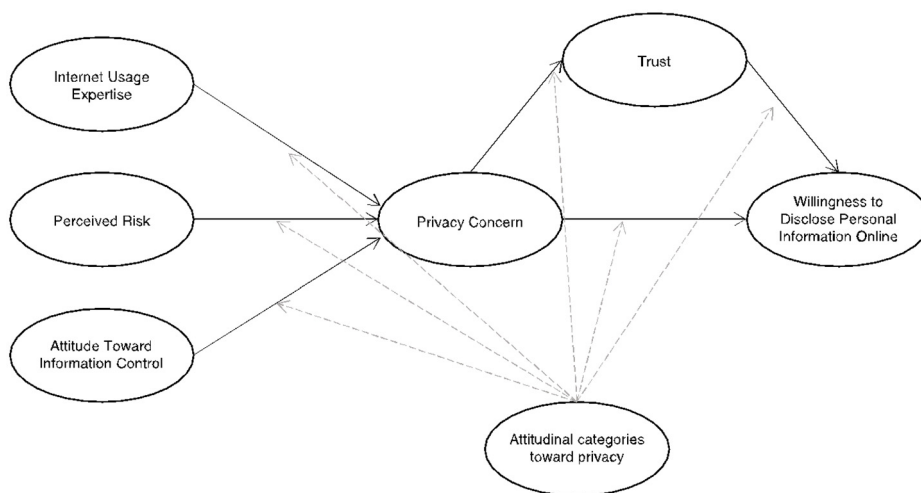 Internet Usage
Expertise
Trust
Perceived Risk
Privacy Concern
Willingness to
Disclose Personal
Information Online
Attitude Toward
Information Control
Attitudinal categories
toward privacy